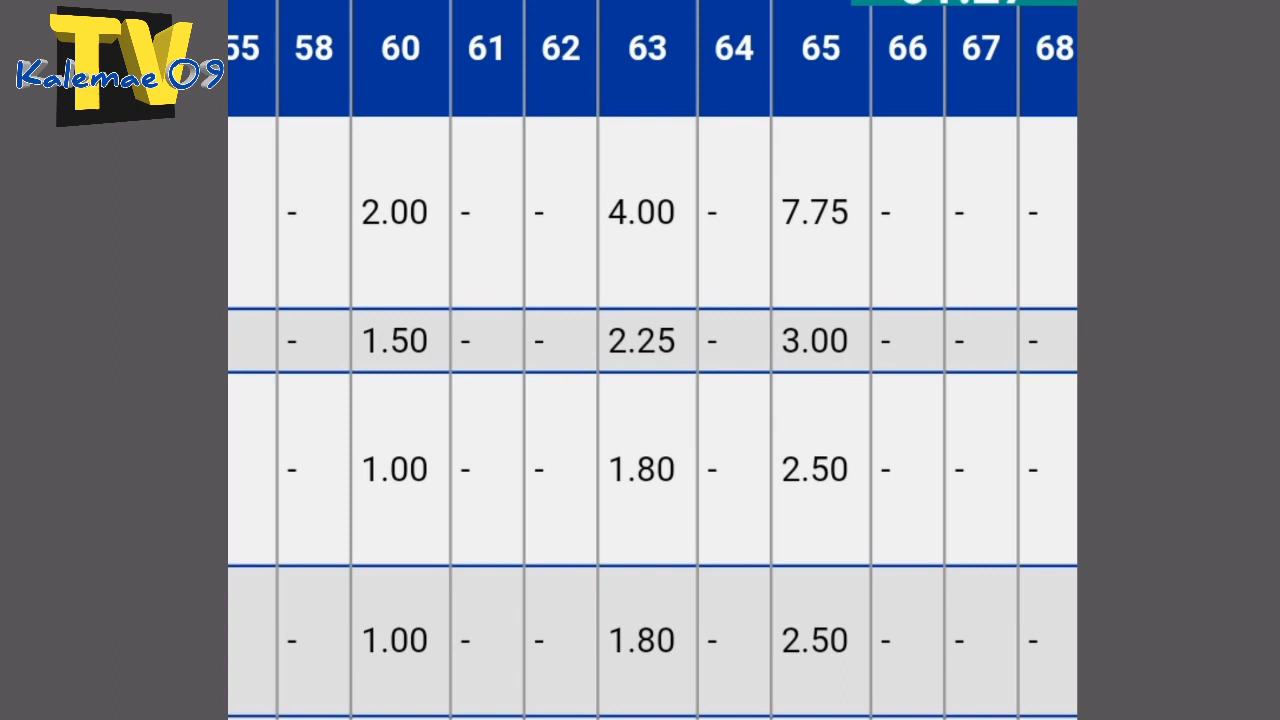 TV
Kalemae 09
55 58 60 61 62 63 64 65 66 67 68
- 2.00 - - 4.00 - 7.75 - - -
- 1.50 - - 2.25 - 3.00 - - -
- 1.00 - - 1.80 - 2.50 - - -
- 1.00 - - 1.80 - 2.50 - - -